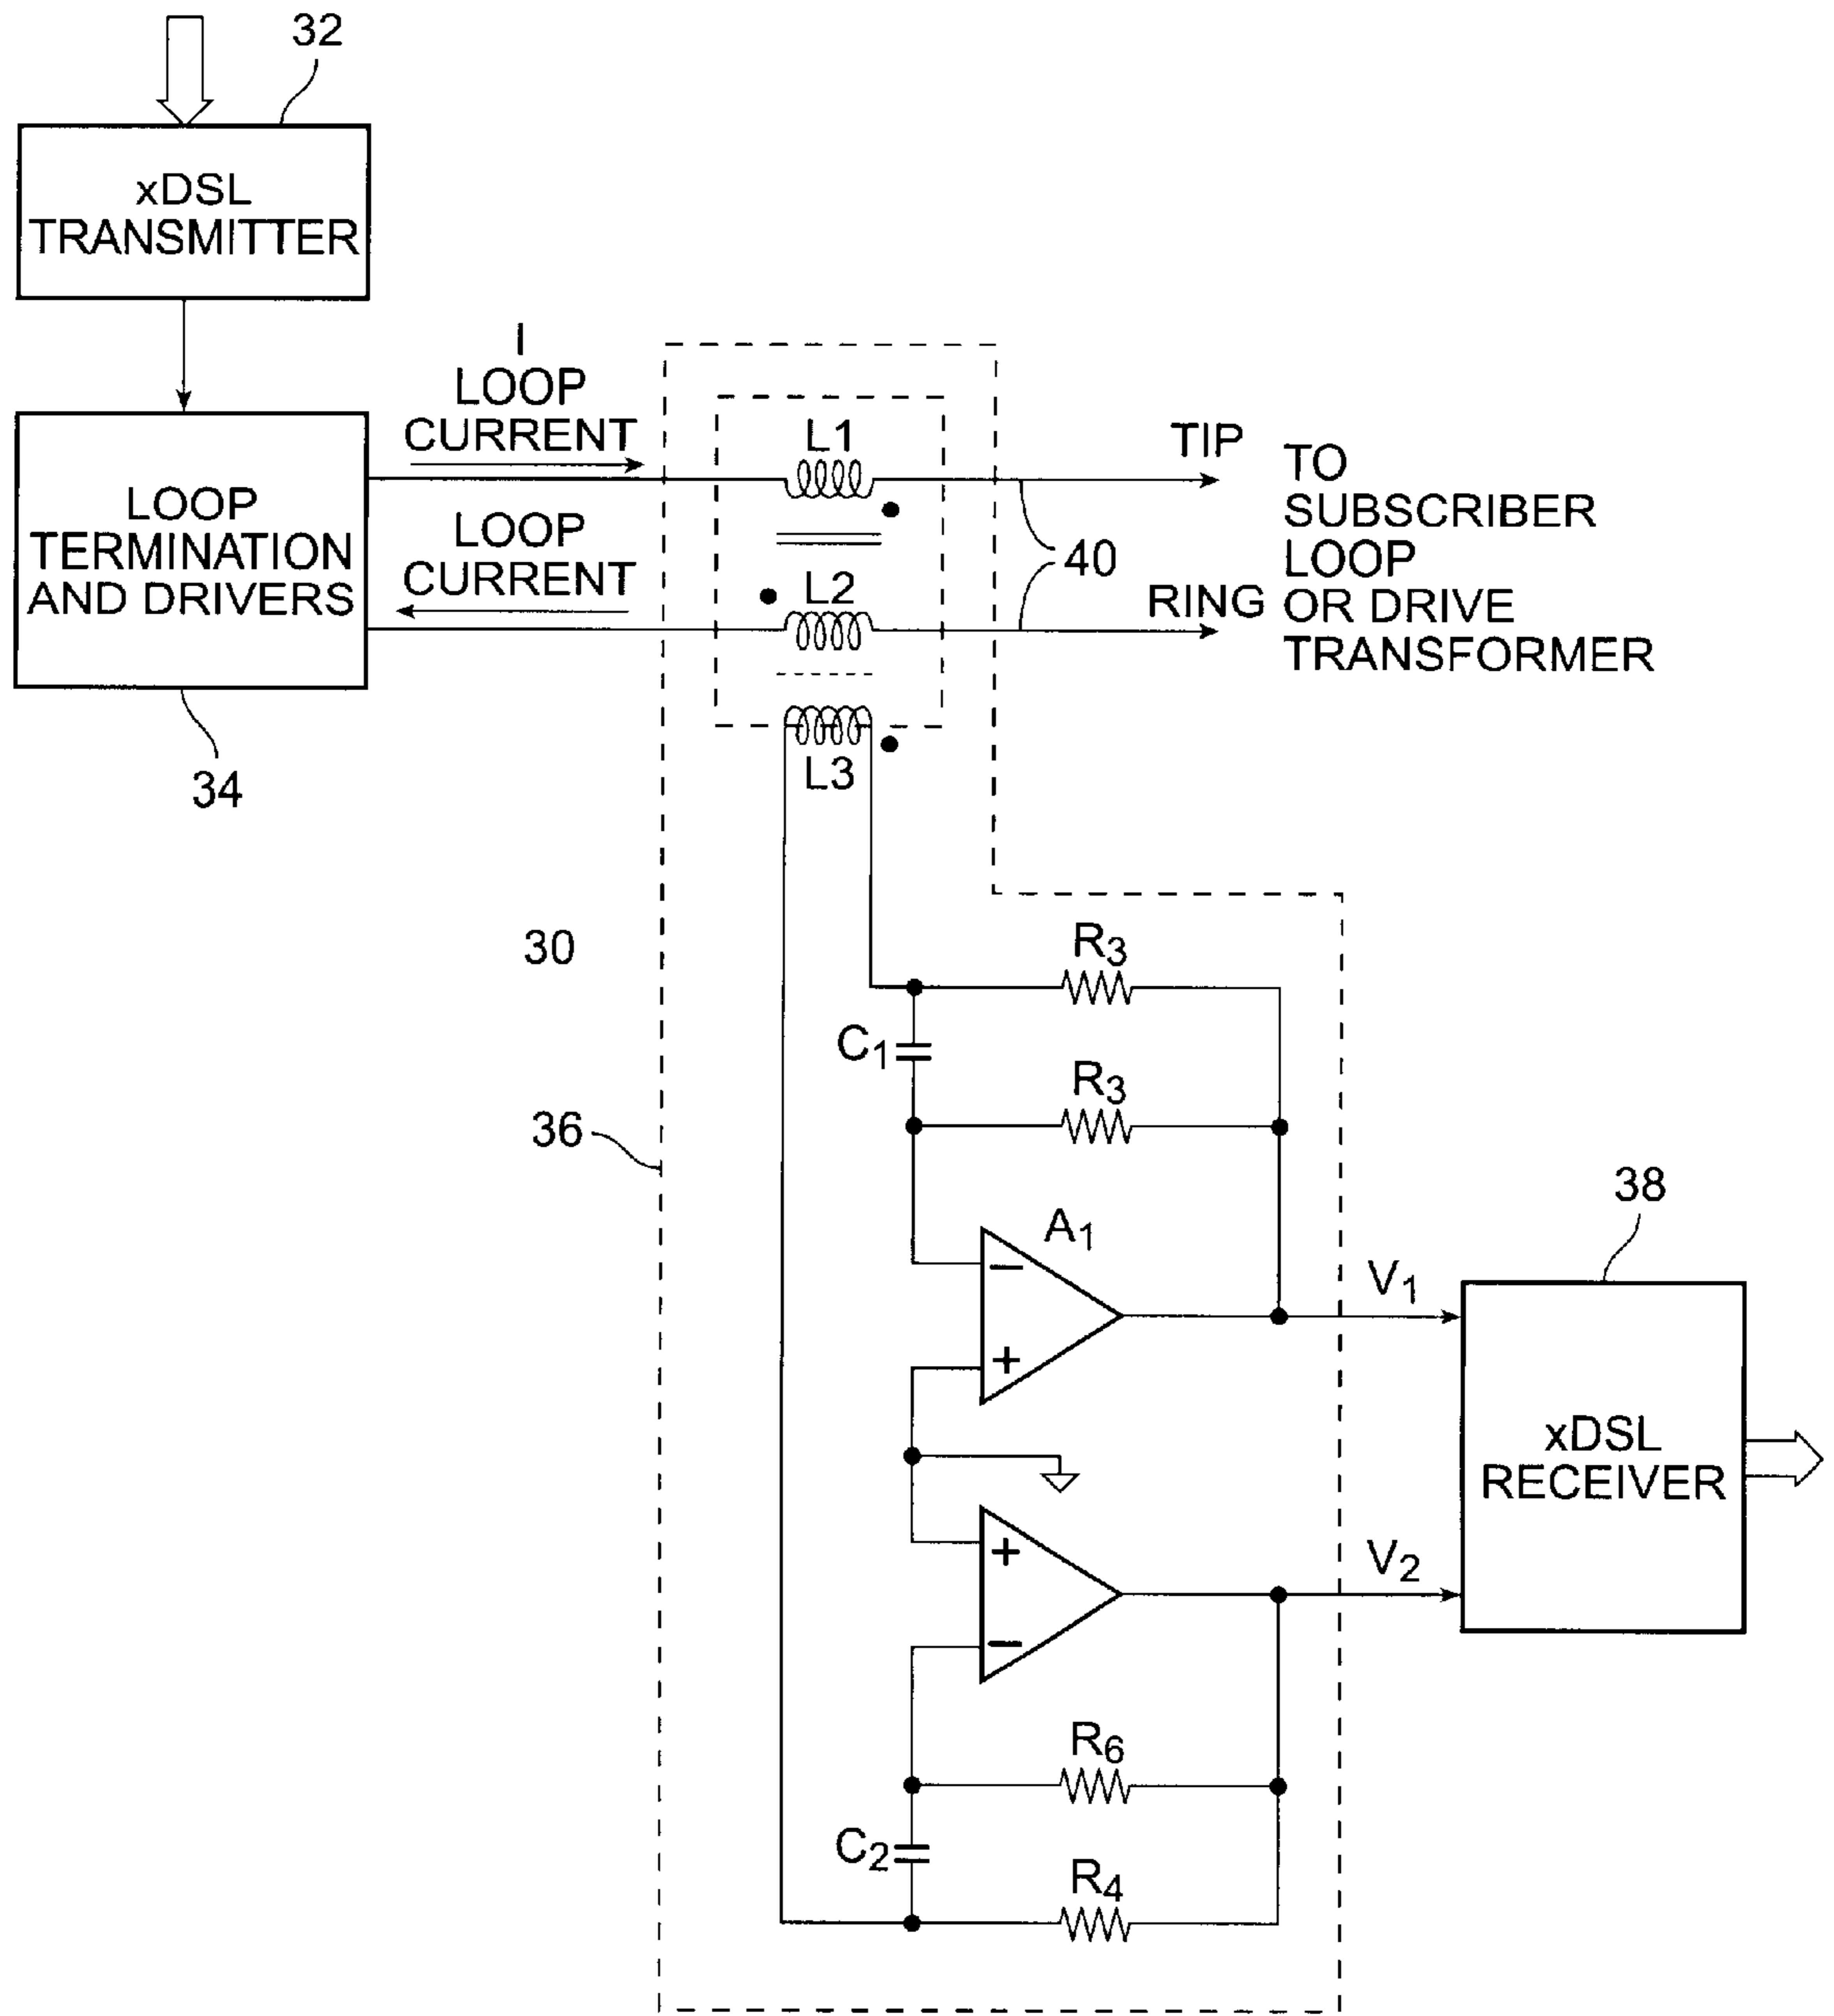 32
xDSL
TRANSMITTER
I
LOOP
CURRENT
LOOP
TERMINATION
AND DRIVERS
34
LOOP
CURRENT
L1
L2
L3
TIP
RING
40
TO
SUBSCRIBER
LOOP
OR DRIVE
TRANSFORMER
30
36
R3
C1
R3
A1
−
+
V1
38
xDSL
RECEIVER
+
−
V2
R6
C2
R4